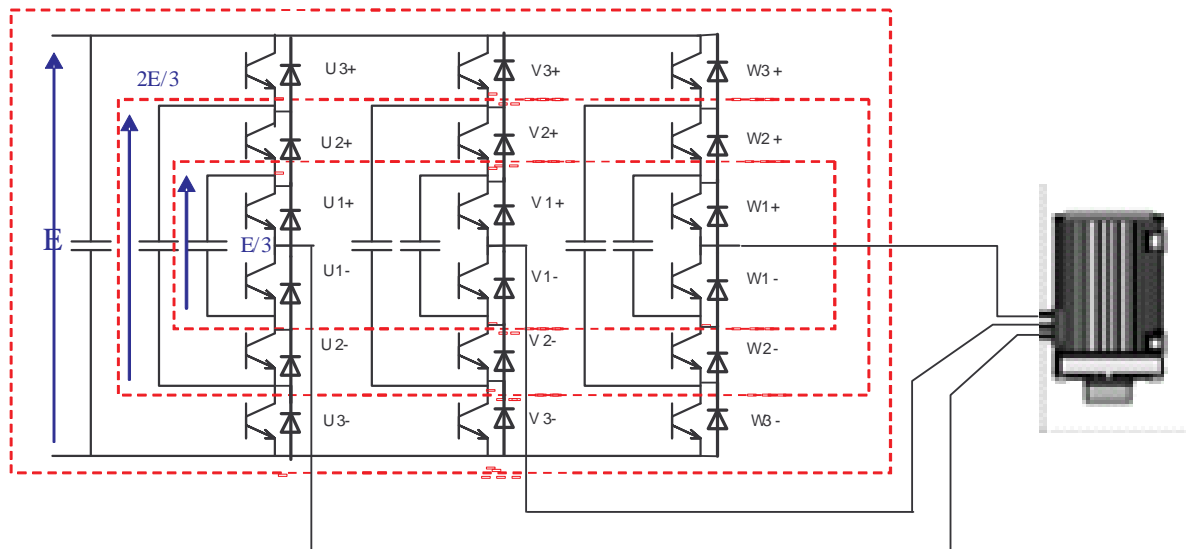 U3+ V3+ W3+
2E/3
U2+ V2+ W2+
U1+ V1+ W1+
E E/3
U1- V1- W1-
U2- V2- W2-
U3- V3- W3-